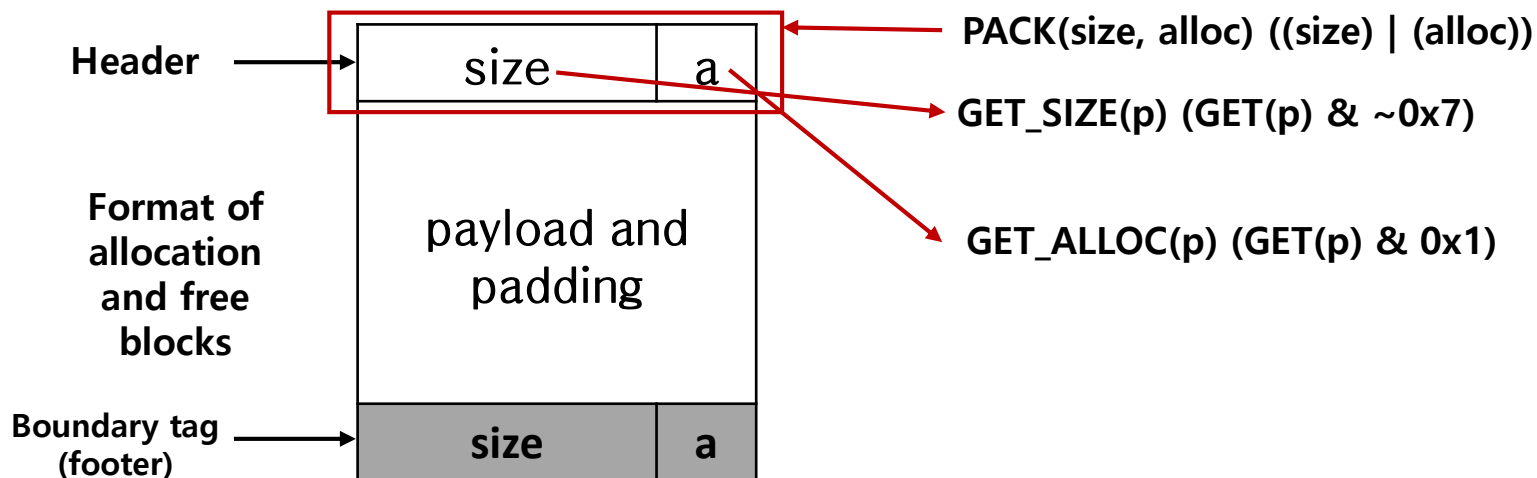 PACK(size, alloc) ((size) | (alloc))
Header
size
a
GET_SIZE(p) (GET(p) & ~0x7)
Format of
allocation
and free
blocks
payload and
padding
GET_ALLOC(p) (GET(p) & 0x1)
Boundary tag
(footer)
size
a